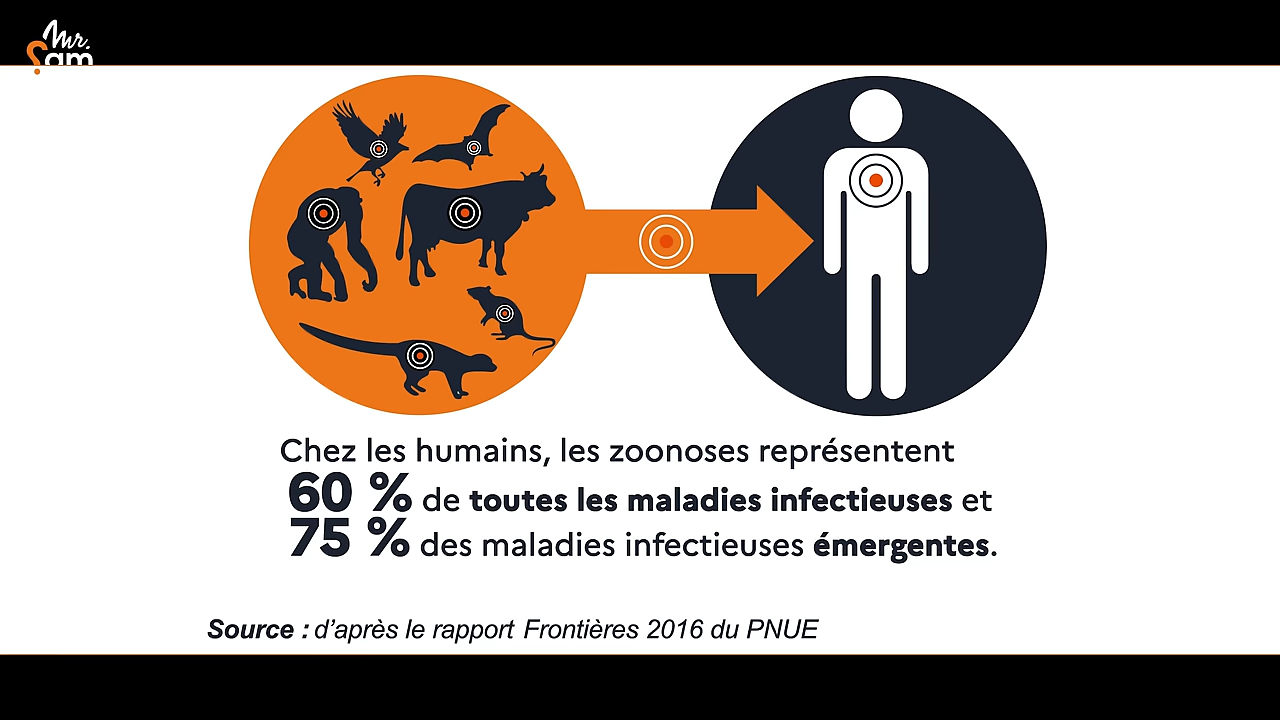 Mr.
Sam
Chez les humains, les zoonoses représentent
60 % de toutes les maladies infectieuses et
75 % des maladies infectieuses émergentes.
Source : d'après le rapport Frontières 2016 du PNUE